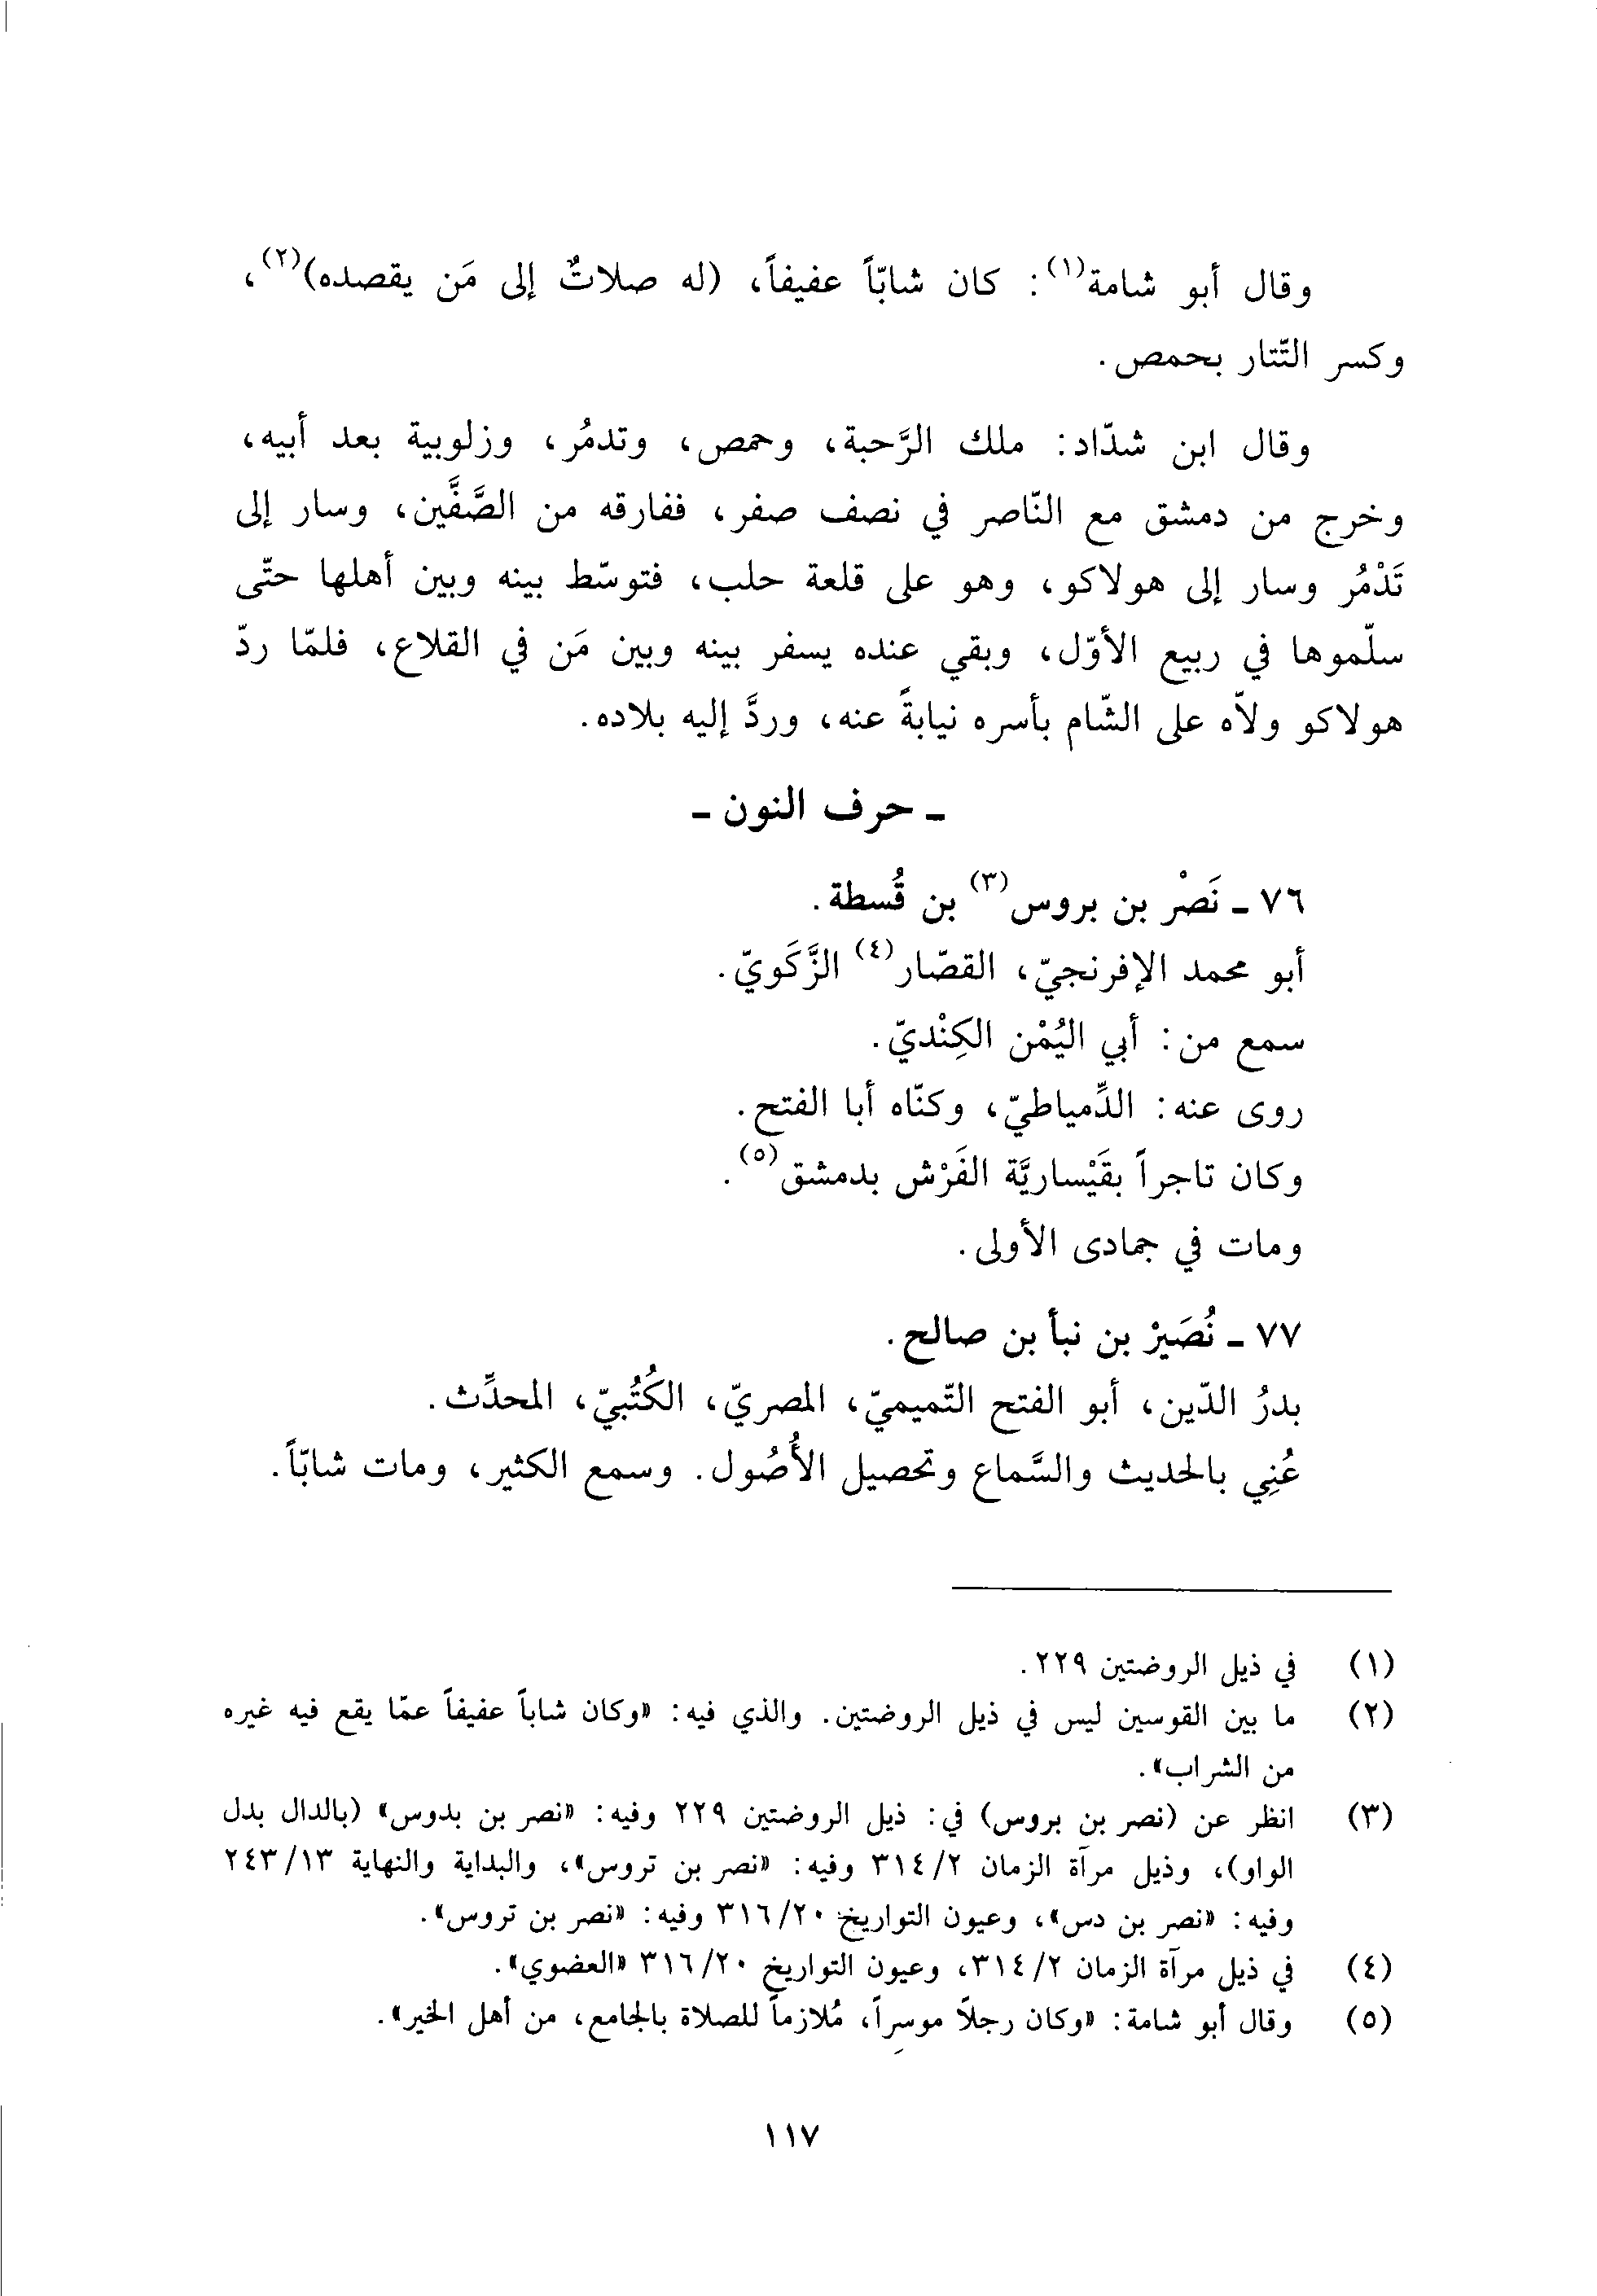 وقال أبو شامة(١): كان شابّاً عفيفاً، (له صلاتٌ إلى مَن يقصده)(٢)،
وكسر التّتار بحمص.
وقال ابن شدّاد: ملك الرَّحبة، وحمص، وتدمُر، وزلوبية بعد أبيه،
وخرج من دمشق مع النّاصر في نصف صفر، ففارقه من الصَّفَّين، وسار إلى
تَدْمُر وسار إلى هولاكو، وهو على قلعة حلب، فتوسّط بينه وبين أهلها حتّى
سلّموها في ربيع الأوّل، وبقي عنده يسفر بينه وبين مَن في القلاع، فلمّا ردّ
هولاكو ولاّه على الشّام بأسره نيابةً عنه، وردَّ إليه بلاده.
ـ حرف النون ـ
٧٦ ـ نَصْر بن بروس(٣) بن قُسطة.
أبو محمد الإفرنجيّ، القصّار(٤) الزَّكَويّ.
سمع من: أبي اليُمْن الكِنْديّ.
روى عنه: الدِّمياطيّ، وكنّاه أبا الفتح.
وكان تاجراً بقَيْساريَّة الفَرْش بدمشق(٥).
ومات في جمادى الأولى.
٧٧ ـ نُصَيْر بن نبأ بن صالح.
بدرُ الدّين، أبو الفتح التّميميّ، المصريّ، الكُتُبيّ، المحدِّث.
عُنِي بالحديث والسَّماع وتحصيل الأُصُول. وسمع الكثير، ومات شابّاً.
(١) في ذيل الروضتين ٢٢٩.
(٢) ما بين القوسين ليس في ذيل الروضتين. والذي فيه: «وكان شاباً عفيفاً عمّا يقع فيه غيره
من الشراب».
(٣) انظر عن (نصر بن بروس) في: ذيل الروضتين ٢٢٩ وفيه: «نصر بن بدوس» (بالدال بدل
الواو)، وذيل مرآة الزمان ٣١٤/٢ وفيه: «نصر بن تروس»، والبداية والنهاية ٢٤٣/١٣
وفيه: «نصر بن دس»، وعيون التواريخ ٣١٦/٢٠ وفيه: «نصر بن تروس».
(٤) في ذيل مرآة الزمان ٣١٤/٢، وعيون التواريخ ٣١٦/٢٠ «العضوي».
(٥) وقال أبو شامة: «وكان رجلاً موسراً، مُلازماً للصلاة بالجامع، من أهل الخير».
١١٧